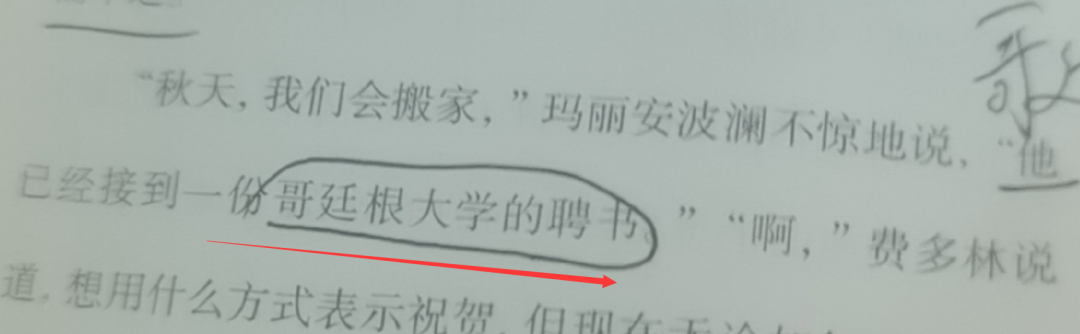 “秋天，我们会搬家，”玛丽安波澜不惊地说，“他
已经接到一份哥廷根大学的聘书。”“啊，”费多林说
道，想用什么方式表示祝贺，但现在无论